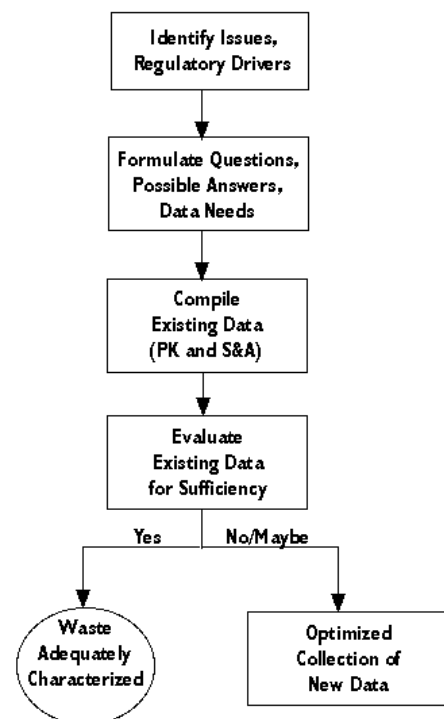 Identify Issues,
Regulatory Drivers
Formulate Questions,
Possible Answers,
Data Needs
Compile
Existing Data
(PK and S&A)
Evaluate
Existing Data
for Sufficiency
Yes
No/Maybe
Waste
Adequately
Characterized
Optimized
Collection of
New Data